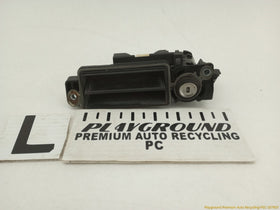 L
PLAYGROUND
PREMIUM AUTO RECYCLING
PC